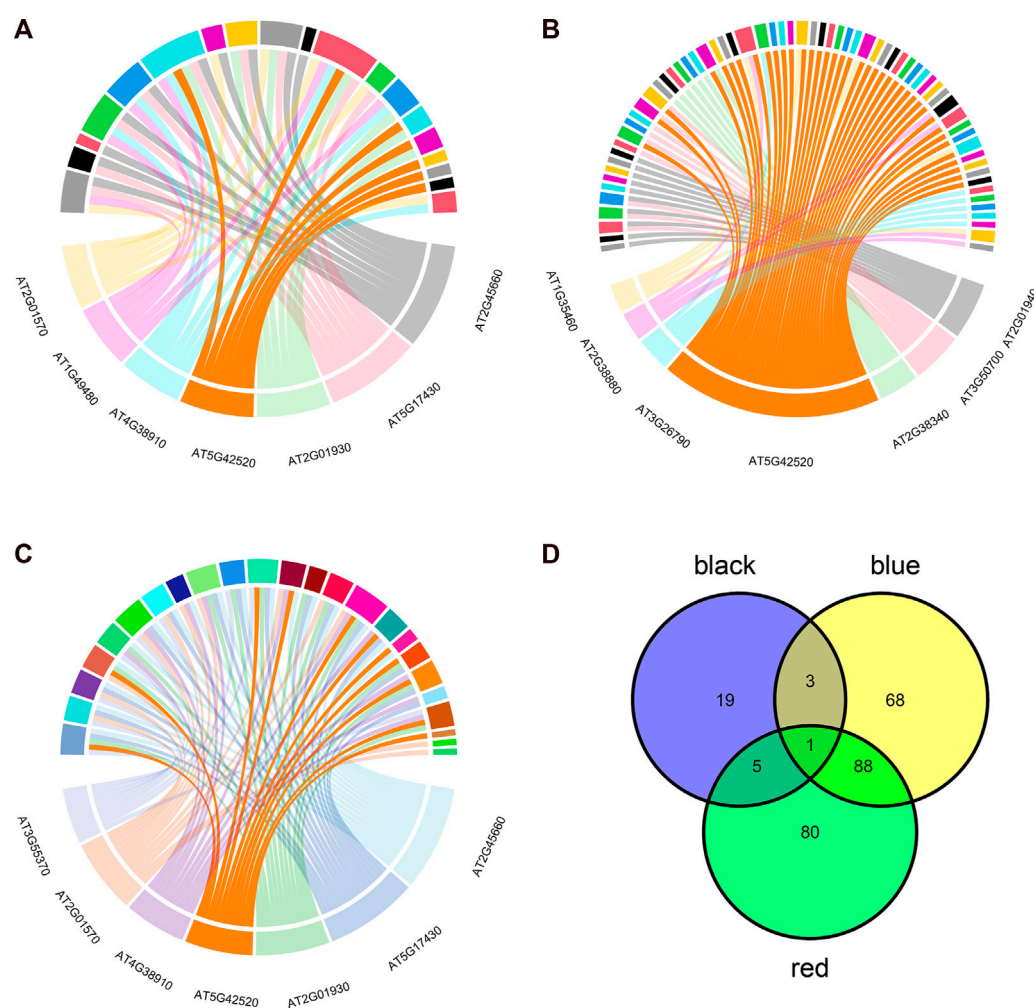 A
AT2G01570
AT1G49480
AT4G38910
AT5G42520
AT2G01930
AT5G17430
AT2G45660
B
AT1G35460
AT2G38880
AT3G26790
AT5G42520
AT2G38340
AT3G50700
AT2G01940
C
AT3G55370
AT2G01570
AT4G38910
AT5G42520
AT2G01930
AT5G17430
AT2G45660
D
black
blue
3
19
68
1
5
88
80
red